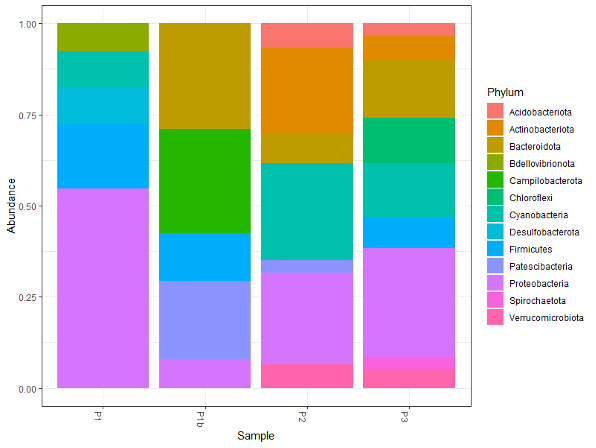 1.00
0.75
0.50
0.25
0.00
Abundance
P1
P1b
P2
P3
Sample
Phylum
Acidobacteriota
Actinobacteriota
Bacteroidota
Bdellovibrionota
Campilobacterota
Chloroflexi
Cyanobacteria
Desulfobacterota
Firmicutes
Patescibacteria
Proteobacteria
Spirochaetota
Verrucomicrobiota